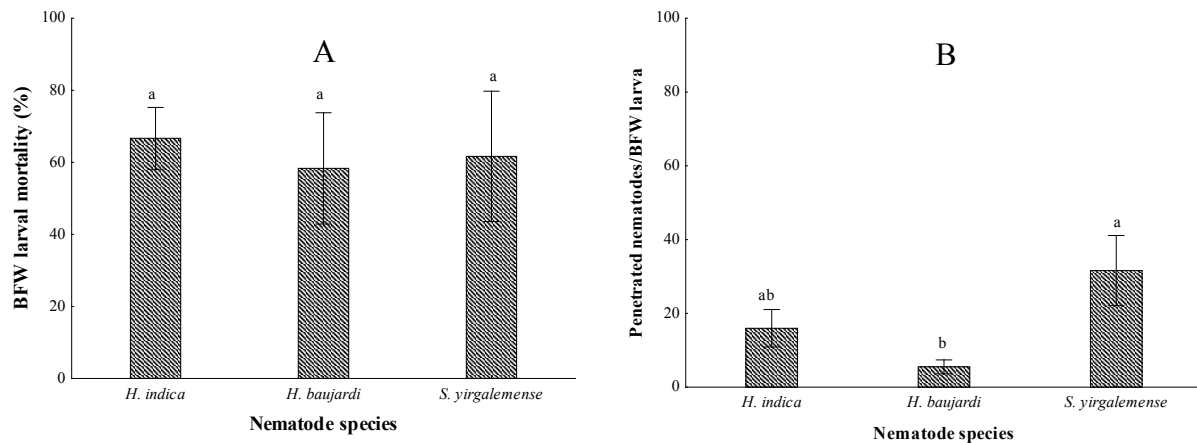 A
BFW larval mortality (%)
100
80
60
40
20
0
a
a
a
H. indica
H. baujardi
S. yirgalemense
Nematode species
B
Penetrated nematodes/BFW larva
100
80
60
40
20
0
ab
b
a
H. indica
H. baujardi
S. yirgalemense
Nematode species